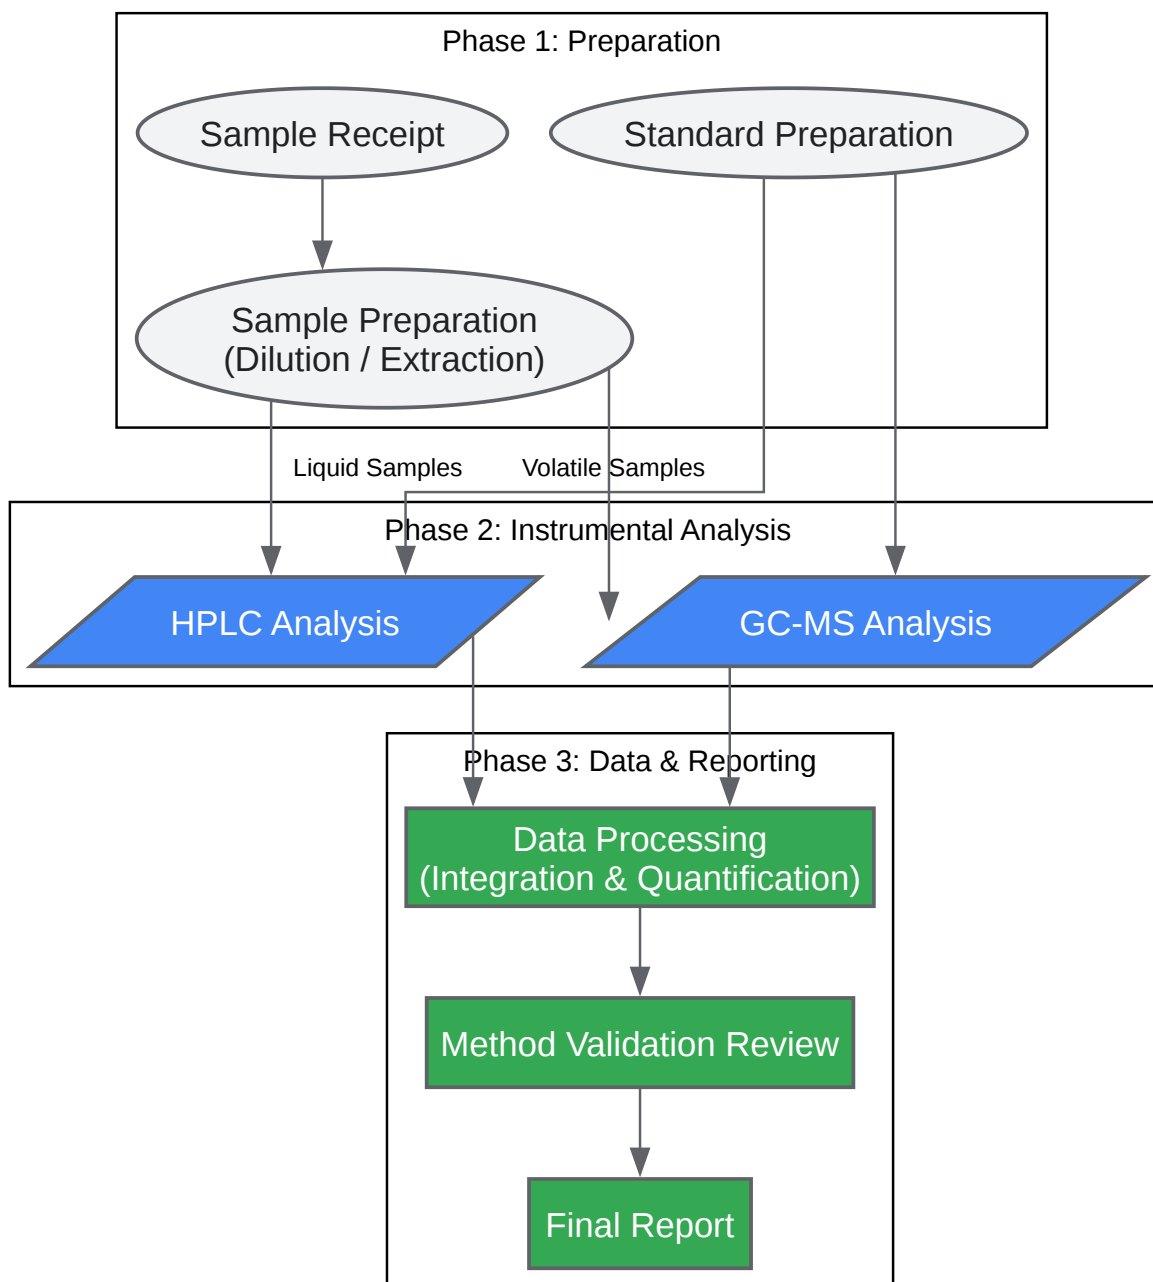 Phase 1: Preparation
Sample Receipt
Standard Preparation
Sample Preparation
(Dilution / Extraction)
Liquid Samples
Volatile Samples
Phase 2: Instrumental Analysis
HPLC Analysis
GC-MS Analysis
Phase 3: Data & Reporting
Data Processing
(Integration & Quantification)
Method Validation Review
Final Report